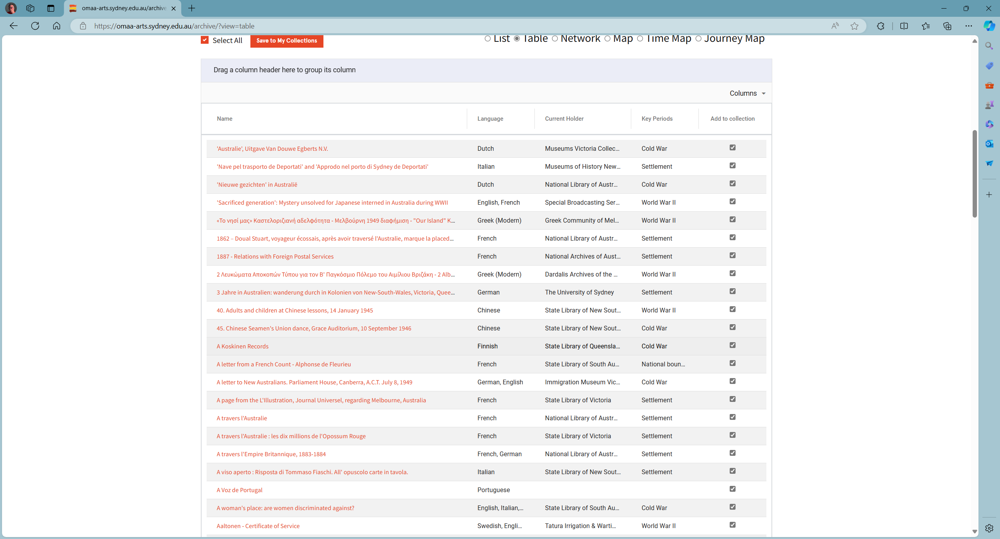 omaa-arts.sydney.edu.au/archive
https://omaa-arts.sydney.edu.au/archive/?view=table
Select All Save to My Collections List Table Network Map Time Map Journey Map
Drag a column header here to group its column
Columns
Name Language Current Holder Key Periods Add to collection
'Australie', Uitgave Van Douwe Egberts N.V. Dutch Museums Victoria Collec... Cold War
'Nave pel trasporto de Deportati' and 'Approdo nel porto di Sydney de Deportati' Italian Museums of History New... Settlement
'Nieuwe gezichten' in Australië Dutch National Library of Austr... Cold War
'Sacrificed generation': Mystery unsolved for Japanese interned in Australia during WWII English, French Special Broadcasting Ser... World War II
«Το νησί μας» Καστελοριζιανή αδελφότητα - Μελβούρνη 1949 διαφήμιση - "Our Island" K... Greek (Modern) Greek Community of Mel... World War II
1862 – Doual Stuart, voyageur écossais, après avoir traversé l'Australie, marque la placed... French National Library of Austr... Settlement
1887 - Relations with Foreign Postal Services French National Archives of Aust... Settlement
2 Λευκώματα Αποκοπών Τύπου για τον Β' Παγκόσμιο Πόλεμο του Αιμίλιου Βριζάκη - 2 Alb... Greek (Modern) Dardalis Archives of the ... World War II
3 Jahre in Australien: wanderung durch in Kolonien von New-South-Wales, Victoria, Quee... German The University of Sydney Settlement
40. Adults and children at Chinese lessons, 14 January 1945 Chinese State Library of New Sout... World War II
45. Chinese Seamen's Union dance, Grace Auditorium, 10 September 1946 Chinese State Library of New Sout... Cold War
A Koskinen Records Finnish State Library of Queensla... Cold War
A letter from a French Count - Alphonse de Fleurieu French State Library of South Au... National boun...
A letter to New Australians. Parliament House, Canberra, A.C.T. July 8, 1949 German, English Immigration Museum Vic... Cold War
A page from the L'Illustration, Journal Universel, regarding Melbourne, Australia French State Library of Victoria Settlement
A travers l'Australie French National Library of Austr... Settlement
A travers l'Australie : les dix millions de l'Opossum Rouge French State Library of Victoria Settlement
A travers l'Empire Britannique, 1883-1884 French, German National Library of Austr... Settlement
A viso aperto : Risposta di Tommaso Fiaschi. All' opuscolo carte in tavola. Italian State Library of New Sout... Settlement
A Voz de Portugal Portuguese
A woman's place: are women discriminated against? English, Italian,... State Library of South Au... Cold War
Aaltonen - Certificate of Service Swedish, Engli... Tatura Irrigation & Warti... World War II